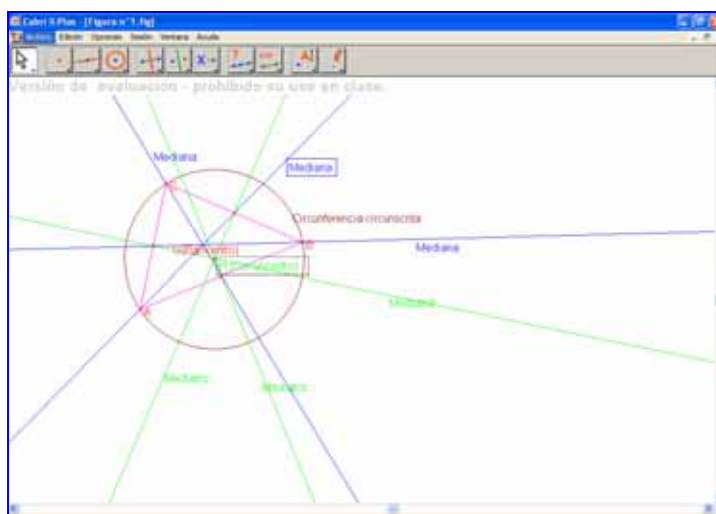 Cabri II Plus - [Figura nº1.fig]
Archivo Edición Opciones Sesión Ventana Ayuda
Versión de evaluación - prohibido su uso en clase.
Mediana
Mediana
C
Circunferencia circunscrita
B
Mediana
Mediatriz
A
Mediatriz
Mediatriz